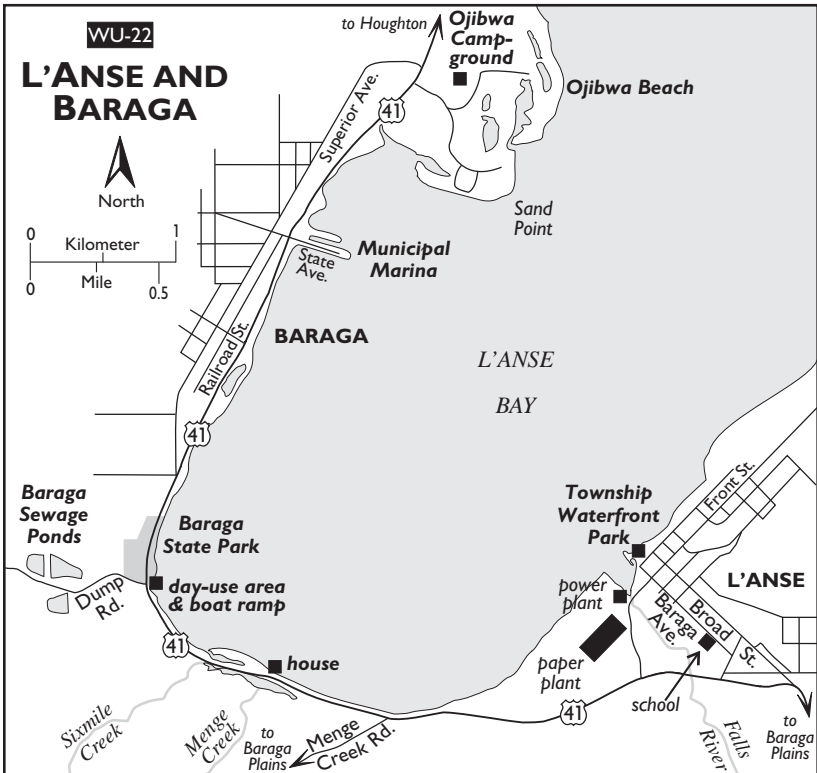 WU-22
L'ANSE AND
BARAGA
North
0
1
Kilometer
Mile
0
0.5
to Houghton
Ojibwa
Camp-
ground
Ojibwa Beach
41
Superior Ave.
Sand
Point
Municipal
Marina
State
Ave.
BARAGA
Railroad St.
L'ANSE
BAY
41
Baraga
Sewage
Ponds
Baraga
State Park
Dump
Rd.
day-use area
& boat ramp
41
house
Sixmile
Creek
Menge
Creek
to
Baraga
Plains
Menge
Creek Rd.
Township
Waterfront
Park
Front St.
L'ANSE
power
plant
Baraga
Ave.
Broad
St.
paper
plant
school
41
Falls
River
to
Baraga
Plains